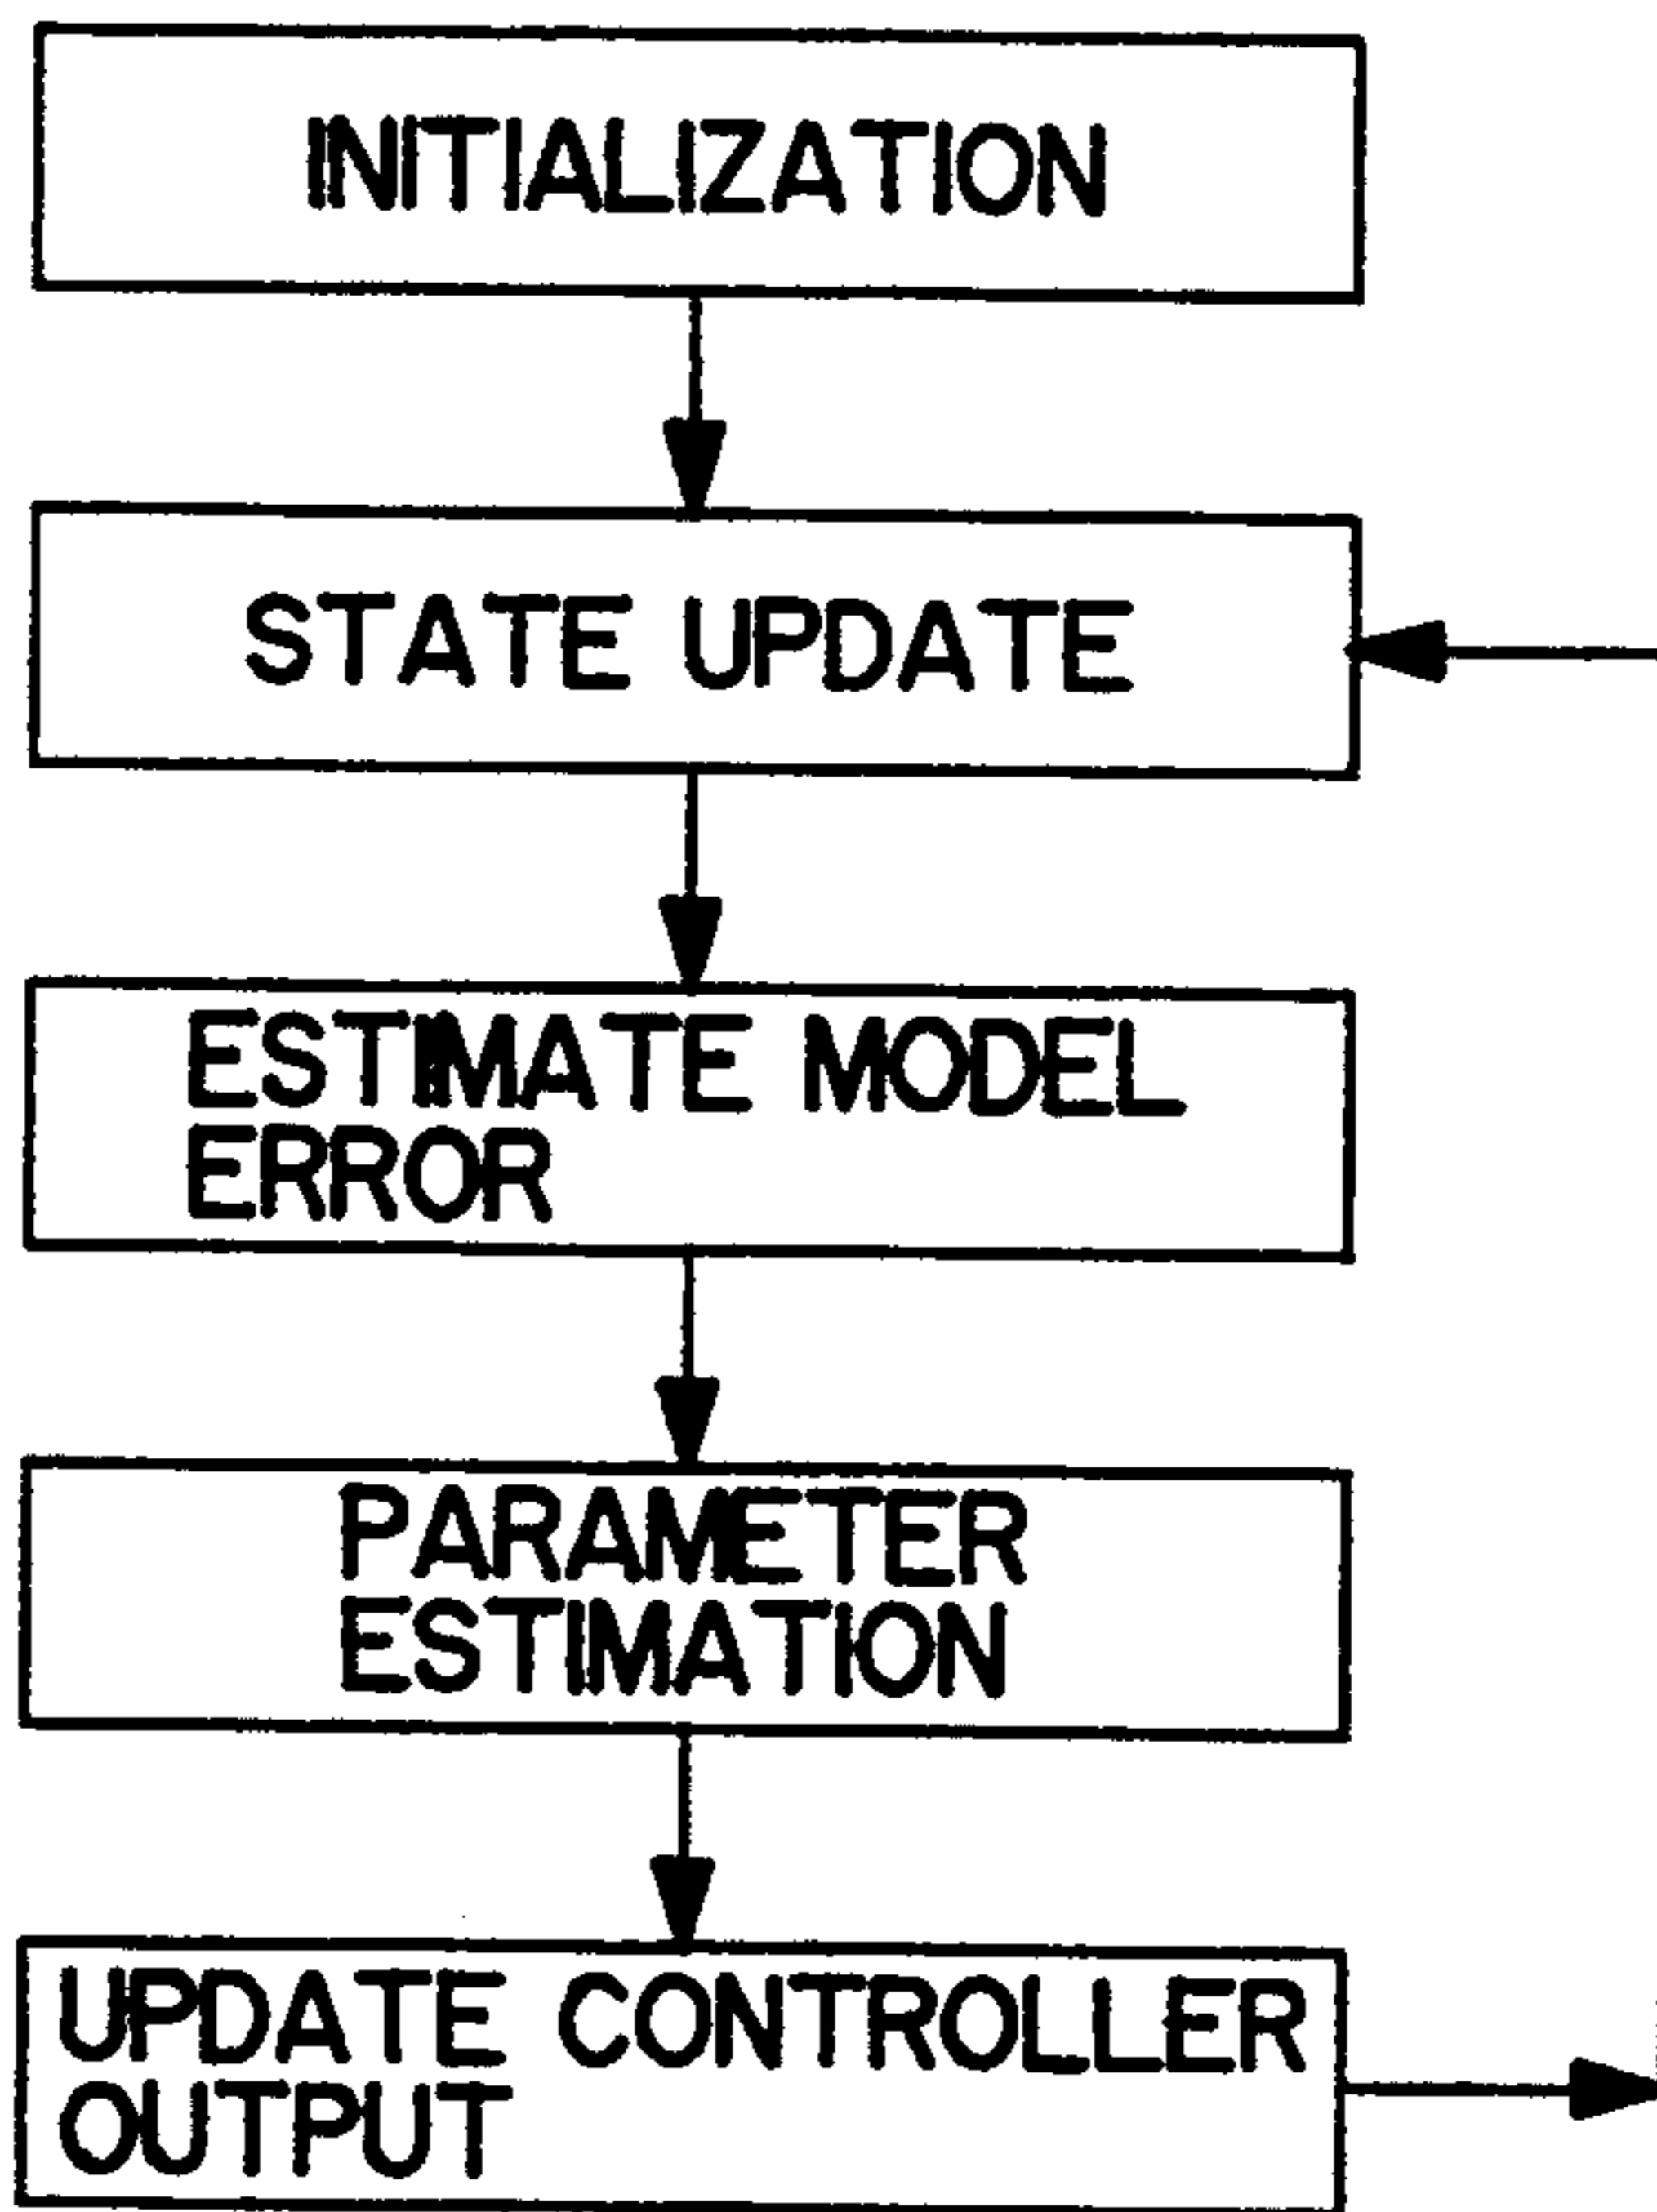 INITIALIZATION
STATE UPDATE
ESTIMATE MODEL
ERROR
PARAMETER
ESTIMATION
UPDATE CONTROLLER
OUTPUT